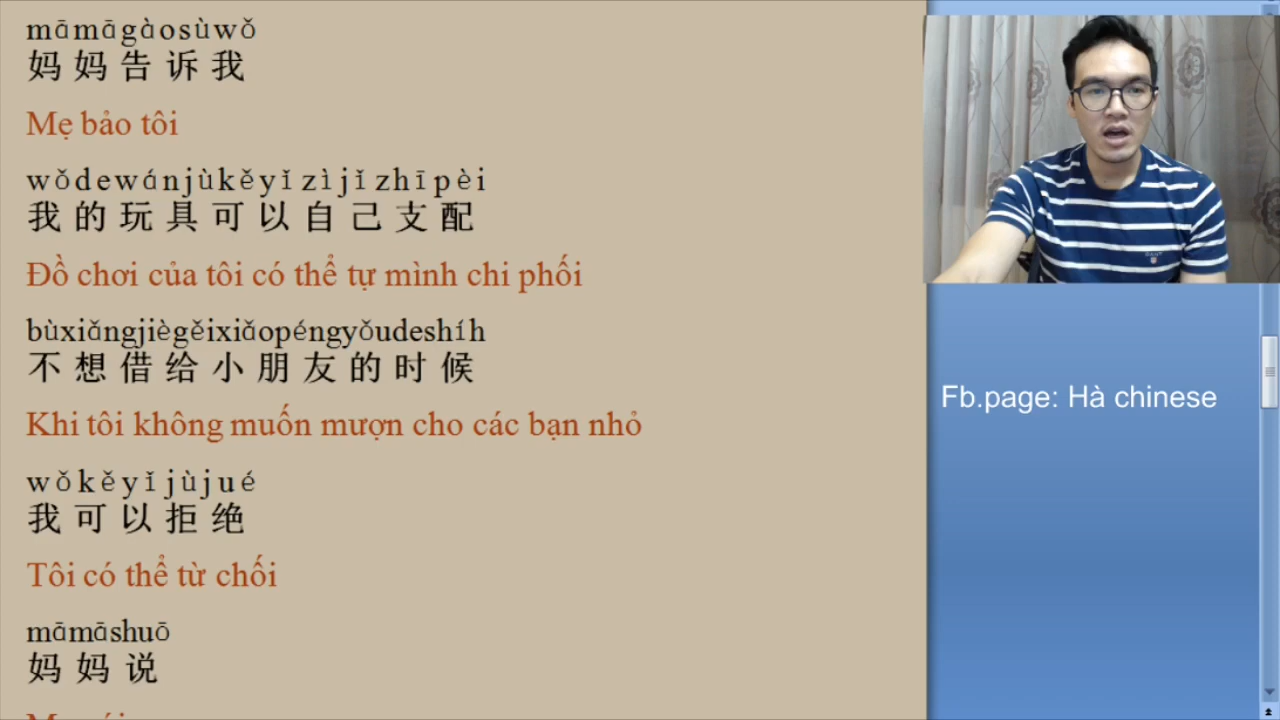 māmāgàosùwǒ
妈妈告诉我
Mẹ bảo tôi
wǒdewánjùkěyǐzìjǐzhīpèi
我的玩具可以自己支配
Đồ chơi của tôi có thể tự mình chi phối
bùxiǎngjiègěixiǎopéngyǒudeshíh
不想借给小朋友的时候
Khi tôi không muốn mượn cho các bạn nhỏ
wǒkěyǐjùjué
我可以拒绝
Tôi có thể từ chối
māmāshuō
妈妈说
Fb.page: Hà chinese